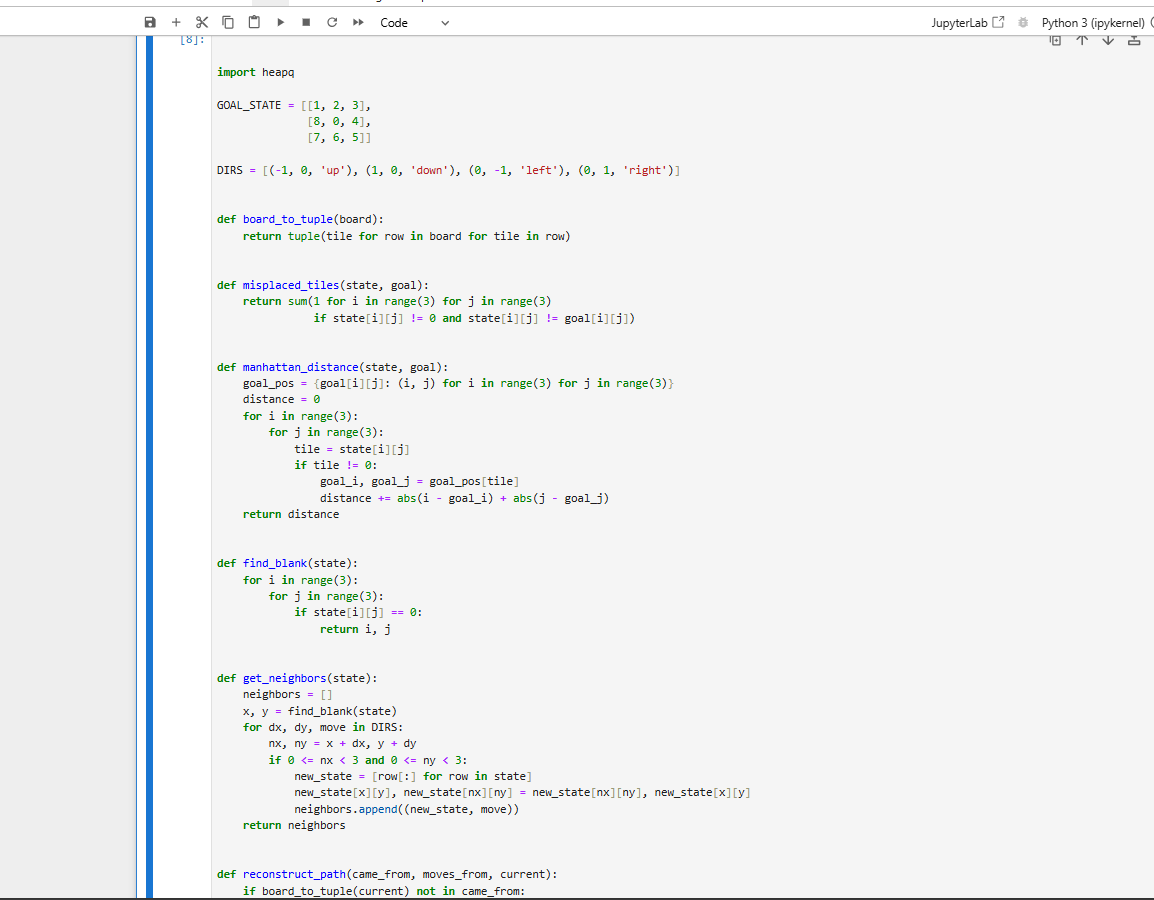 Code
JupyterLab
Python 3 (ipykernel)
[8]:
import heapq
GOAL_STATE = [[1, 2, 3],
              [8, 0, 4],
              [7, 6, 5]]
DIRS = [(-1, 0, 'up'), (1, 0, 'down'), (0, -1, 'left'), (0, 1, 'right')]
def board_to_tuple(board):
    return tuple(tile for row in board for tile in row)
def misplaced_tiles(state, goal):
    return sum(1 for i in range(3) for j in range(3)
               if state[i][j] != 0 and state[i][j] != goal[i][j])
def manhattan_distance(state, goal):
    goal_pos = {goal[i][j]: (i, j) for i in range(3) for j in range(3)}
    distance = 0
    for i in range(3):
        for j in range(3):
            tile = state[i][j]
            if tile != 0:
                goal_i, goal_j = goal_pos[tile]
                distance += abs(i - goal_i) + abs(j - goal_j)
    return distance
def find_blank(state):
    for i in range(3):
        for j in range(3):
            if state[i][j] == 0:
                return i, j
def get_neighbors(state):
    neighbors = []
    x, y = find_blank(state)
    for dx, dy, move in DIRS:
        nx, ny = x + dx, y + dy
        if 0 <= nx < 3 and 0 <= ny < 3:
            new_state = [row[:] for row in state]
            new_state[x][y], new_state[nx][ny] = new_state[nx][ny], new_state[x][y]
            neighbors.append((new_state, move))
    return neighbors
def reconstruct_path(came_from, moves_from, current):
    if board_to_tuple(current) not in came_from: